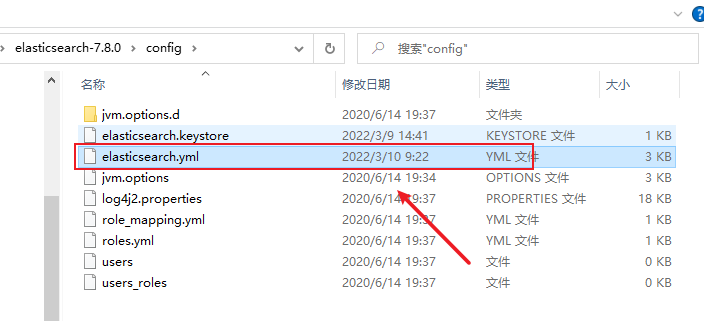 elasticsearch-7.8.0 › config ›
搜索"config"
名称 修改日期 类型 大小
jvm.options.d 2020/6/14 19:37 文件夹
elasticsearch.keystore 2022/3/9 14:41 KEYSTORE 文件 1 KB
elasticsearch.yml 2022/3/10 9:22 YML 文件 3 KB
jvm.options 2020/6/14 19:34 OPTIONS 文件 3 KB
log4j2.properties 2020/6/14 19:37 PROPERTIES 文件 18 KB
role_mapping.yml 2020/6/14 19:37 YML 文件 1 KB
roles.yml 2020/6/14 19:37 YML 文件 1 KB
users 2020/6/14 19:37 文件 0 KB
users_roles 2020/6/14 19:37 文件 0 KB